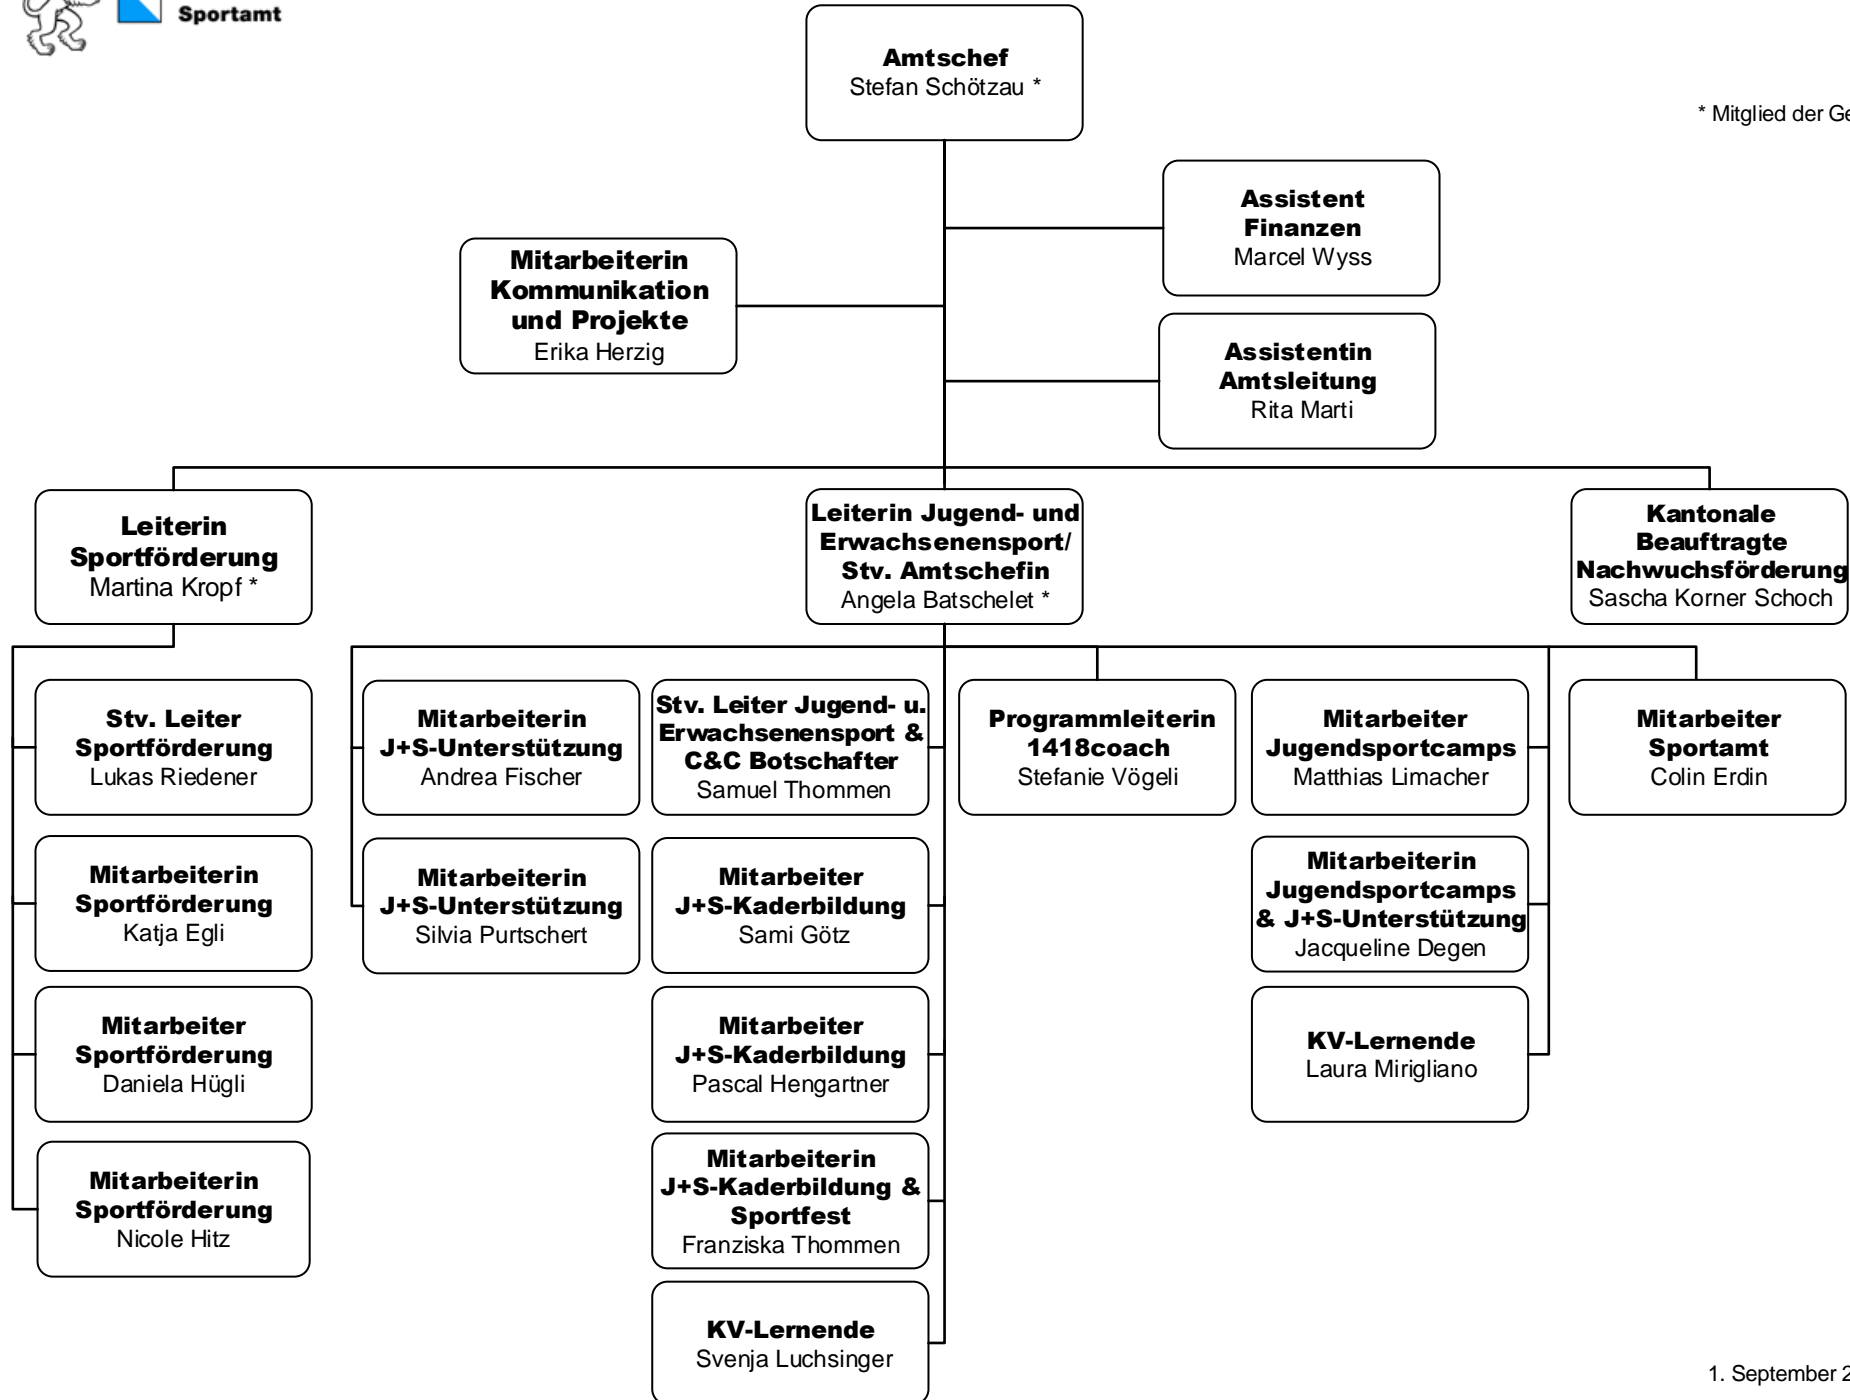 Sportamt
Amtschef
Stefan Schötzau *
* Mitglied der
Assistent
Finanzen
Marcel Wyss
Mitarbeiterin
Kommunikation
und Projekte
Erika Herzig
Assistentin
Amtsleitung
Rita Marti
Leiterin
Sportförderung
Martina Kropf *
Leiterin Jugend- und
Erwachsenensport/
Stv. Amtschefin
Angela Batschelet *
Kantonale
Beauftragte
Nachwuchsförderung
Sascha Korner Schoch
Stv. Leiter
Sportförderung
Lukas Riedener
Mitarbeiterin
J+S-Unterstützung
Andrea Fischer
Stv. Leiter Jugend- u.
Erwachsenensport &
C&C Botschafter
Samuel Thommen
Programmleiterin
1418coach
Stefanie Vögeli
Mitarbeiter
Jugendsportcamps
Matthias Limacher
Mitarbeiter
Sportamt
Colin Erdin
Mitarbeiterin
Sportförderung
Katja Egli
Mitarbeiterin
J+S-Unterstützung
Silvia Purtschert
Mitarbeiter
J+S-Kaderbildung
Sami Götz
Mitarbeiterin
Jugendsportcamps
& J+S-Unterstützung
Jacqueline Degen
Mitarbeiter
Sportförderung
Daniela Hügli
Mitarbeiter
J+S-Kaderbildung
Pascal Hengartner
KV-Lernende
Laura Mirigliano
Mitarbeiterin
Sportförderung
Nicole Hitz
Mitarbeiterin
J+S-Kaderbildung &
Sportfest
Franziska Thommen
KV-Lernende
Svenja Luchsinger
1. September